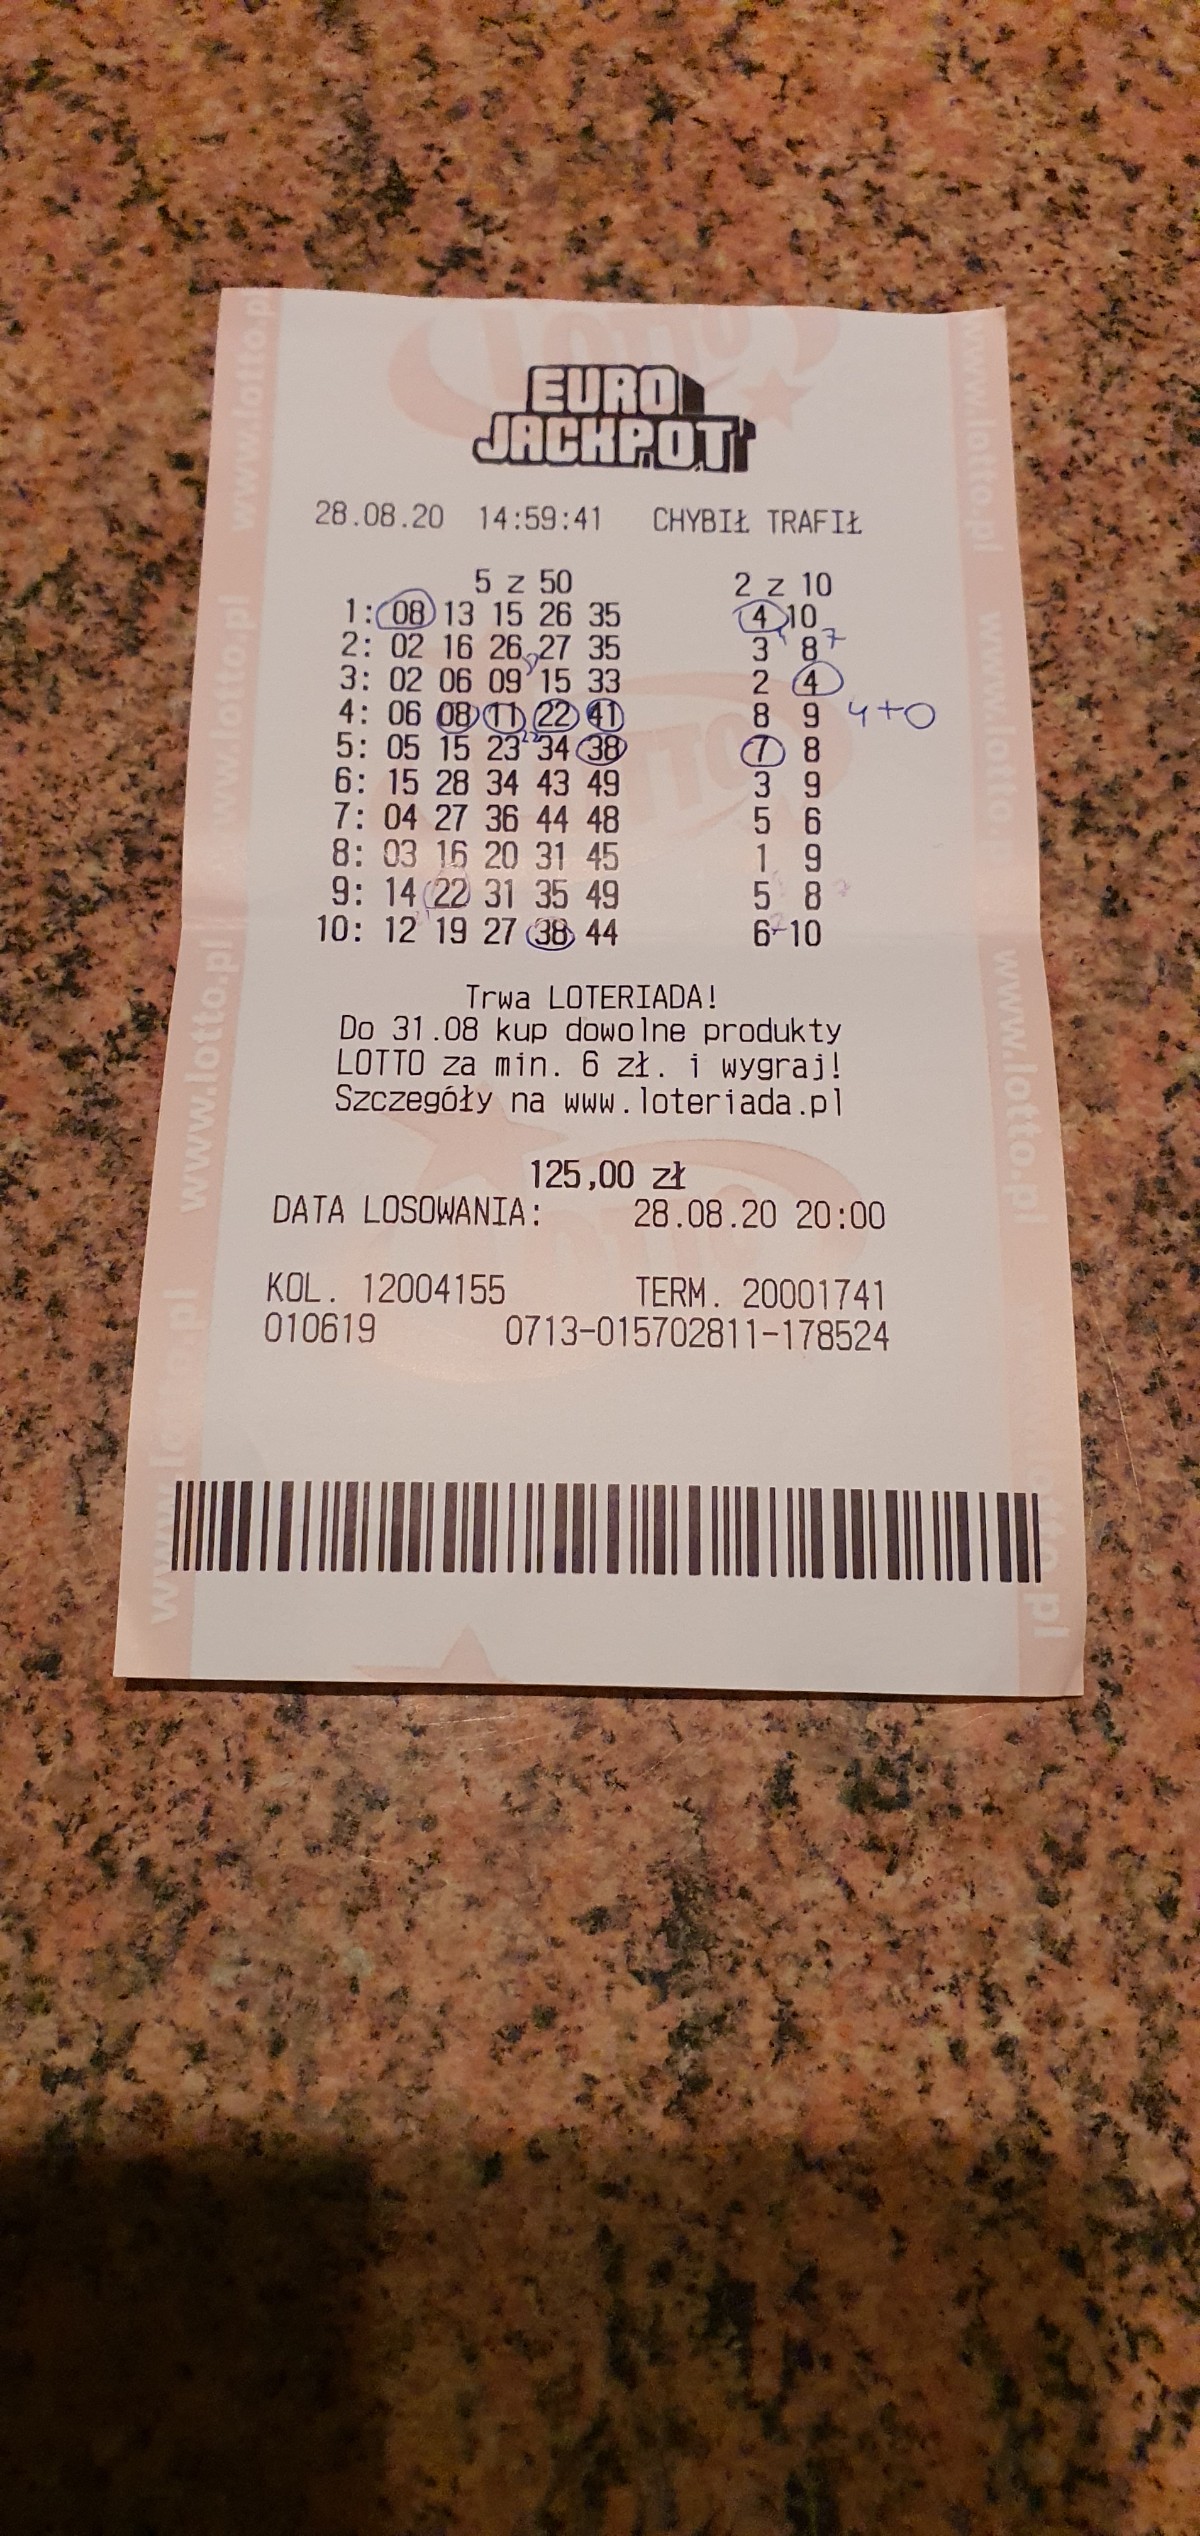 EURO
JACKPOT
28.08.20 14:59:41 CHYBIŁ TRAFIŁ
5 z 50 2 z 10
1: 08 13 15 26 35 4 10
2: 02 16 26 27 35 3 8 7
3: 02 06 09 15 33 2 4
4: 06 08 11 22 41 8 9 4+0
5: 05 15 23 34 38 7 8
6: 15 28 34 43 49 3 9
7: 04 27 36 44 48 5 6
8: 03 16 20 31 45 1 9
9: 14 22 31 35 49 5 8
10: 12 19 27 38 44 6 10
Trwa LOTERIADA!
Do 31.08 kup dowolne produkty
LOTTO za min. 6 zł. i wygraj!
Szczegóły na www.loteriada.pl
125,00 zł
DATA LOSOWANIA: 28.08.20 20:00
KOL. 12004155 TERM. 20001741
010619 0713-015702811-178524
www.lotto.pl